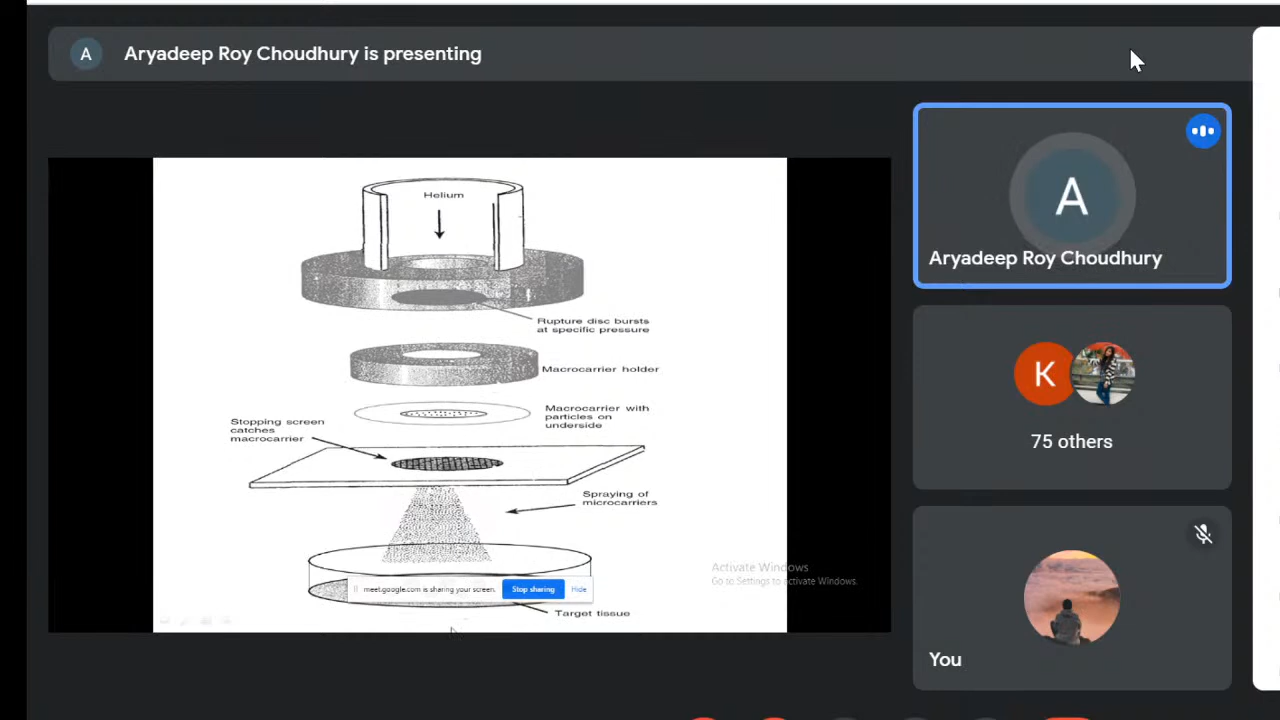 A
Aryadeep Roy Choudhury is presenting
Helium
Rupture disc bursts
at specific pressure
Macrocarrier holder
Macrocarrier with
particles on
underside
Stopping screen
catches
macrocarrier
Spraying of
microcarriers
Activate Windows
Go to Settings to activate Windows.
meet.google.com is sharing your screen.
Stop sharing
Hide
Target tissue
A
Aryadeep Roy Choudhury
K
75 others
You